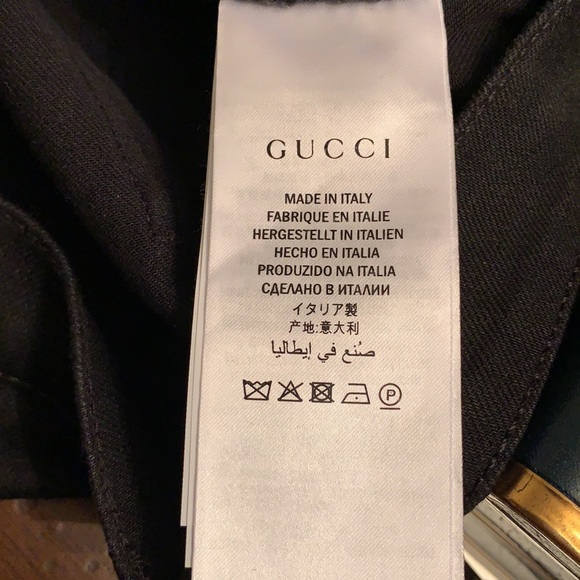 GUCCI
MADE IN ITALY
FABRIQUE EN ITALIE
HERGESTELLT IN ITALIEN
HECHO EN ITALIA
PRODUZIDO NA ITALIA
СДЕЛАНО В ИТАЛИИ
イタリア製
产地:意大利
صُنع في إيطاليا
P